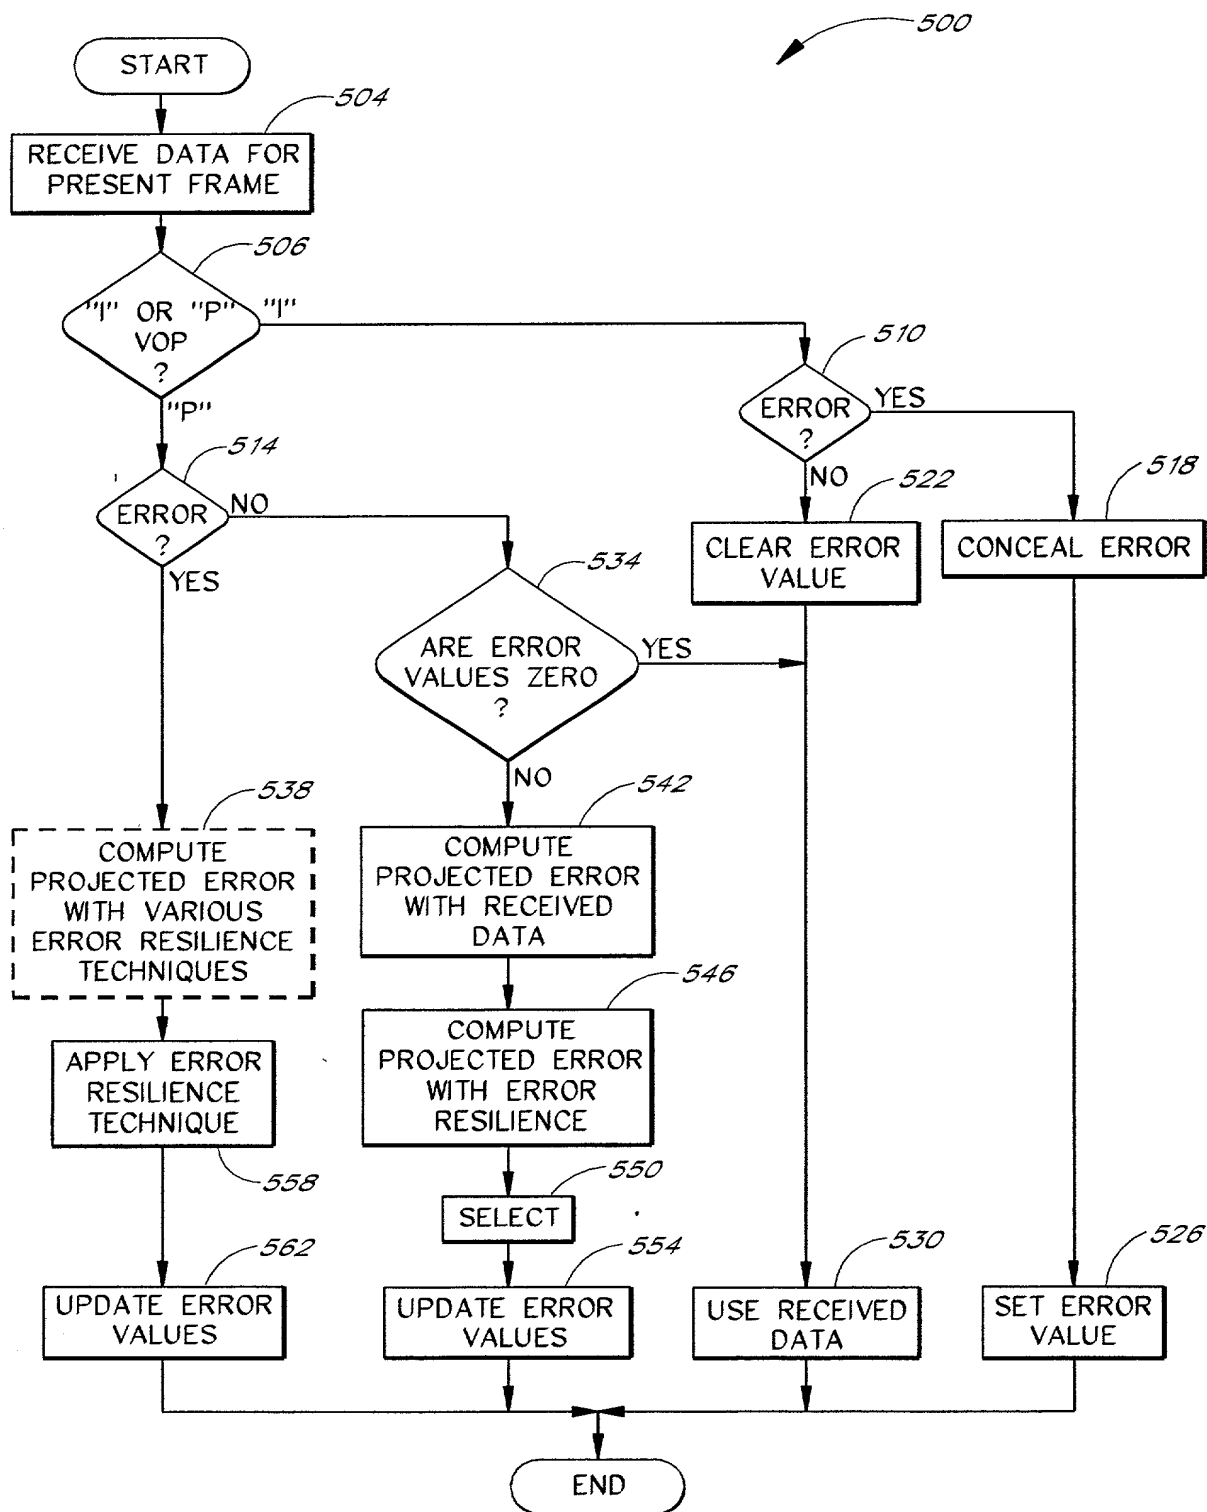 500
START
504
RECEIVE DATA FOR
PRESENT FRAME
506
"I" OR "P"
VOP
?
"I"
"P"
510
ERROR
?
YES
NO
514
ERROR
?
NO
YES
522
CLEAR ERROR
VALUE
518
CONCEAL ERROR
534
ARE ERROR
VALUES ZERO
?
YES
NO
538
COMPUTE
PROJECTED ERROR
WITH VARIOUS
ERROR RESILIENCE
TECHNIQUES
542
COMPUTE
PROJECTED ERROR
WITH RECEIVED
DATA
546
COMPUTE
PROJECTED ERROR
WITH ERROR
RESILIENCE
APPLY ERROR
RESILIENCE
TECHNIQUE
558
550
SELECT
562
UPDATE ERROR
VALUES
554
UPDATE ERROR
VALUES
530
USE RECEIVED
DATA
526
SET ERROR
VALUE
END